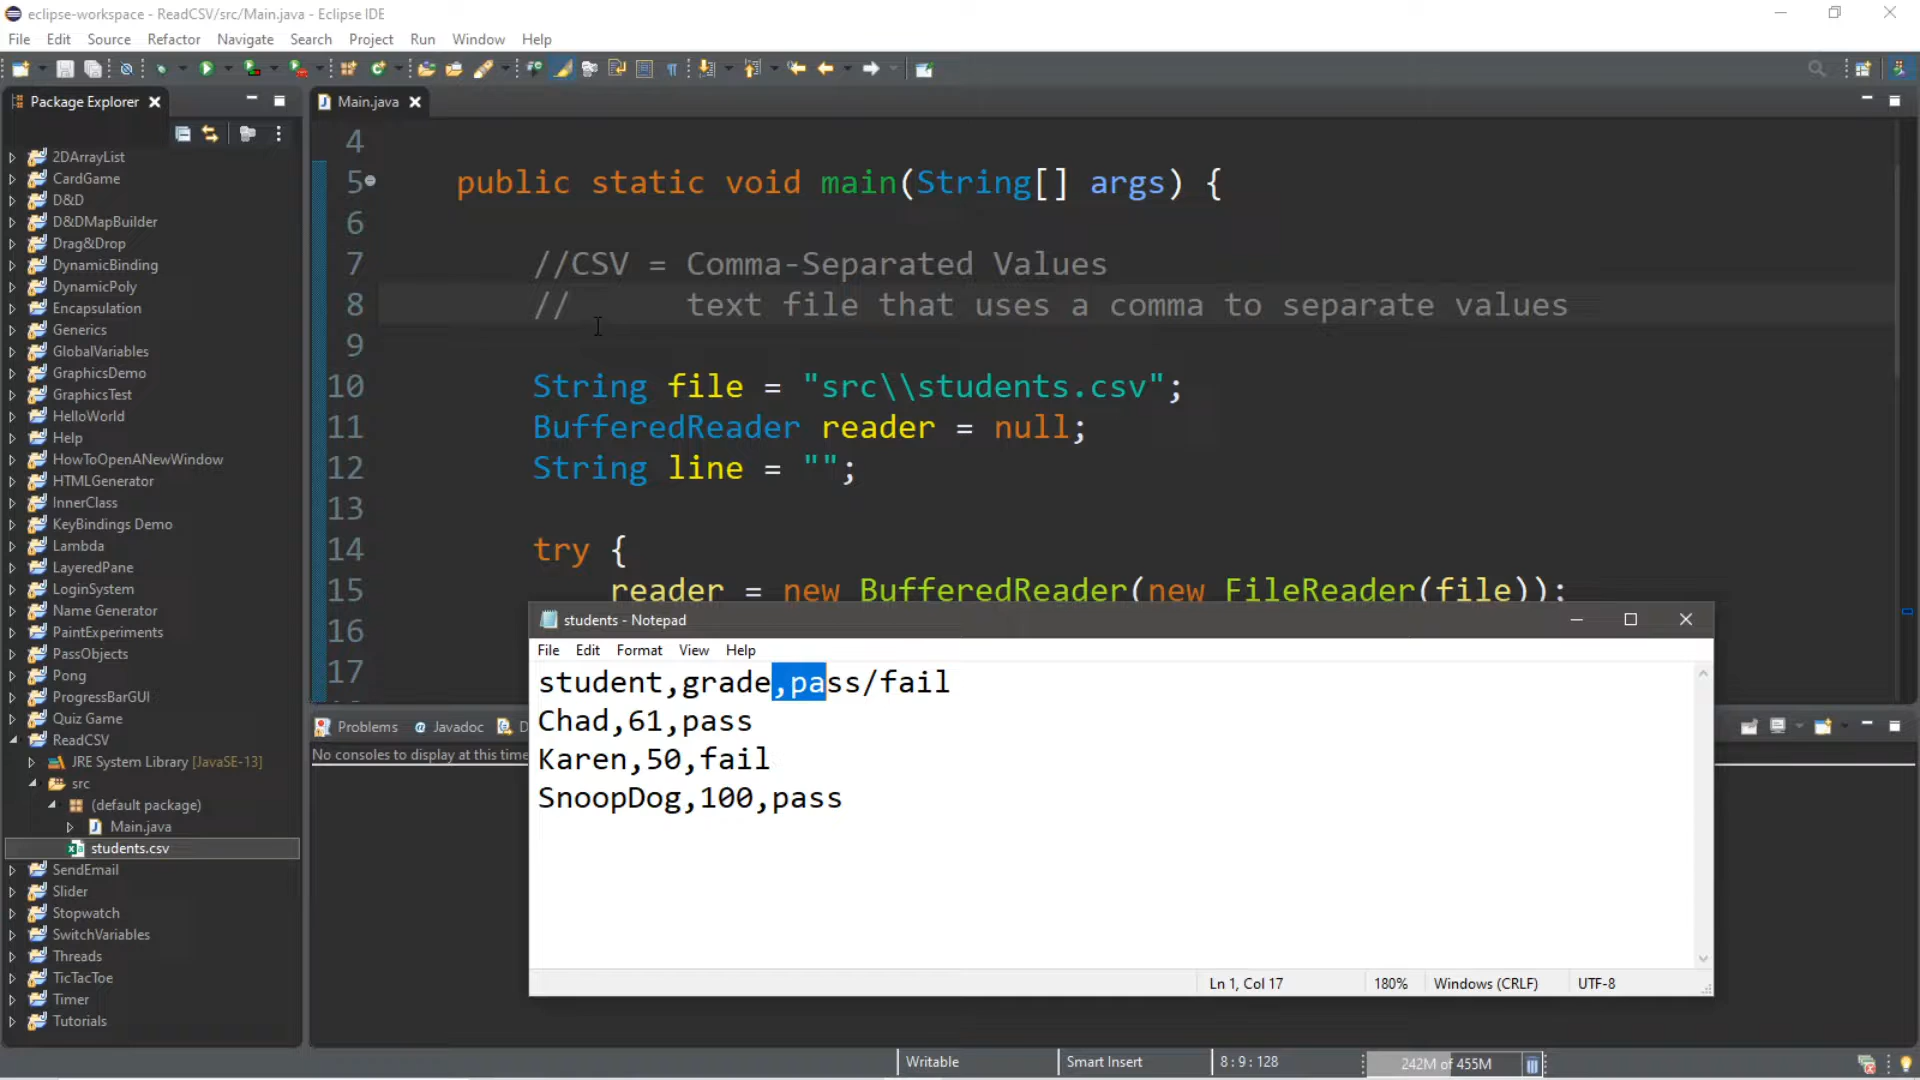 eclipse-workspace - ReadCSV/src/Main.java - Eclipse IDE
File Edit Source Refactor Navigate Search Project Run Window Help
Package Explorer
Main.java
2DArrayList
CardGame
D&D
D&DMapBuilder
Drag&Drop
DynamicBinding
DynamicPoly
Encapsulation
Generics
GlobalVariables
GraphicsDemo
GraphicsTest
HelloWorld
Help
HowToOpenANewWindow
HTMLGenerator
InnerClass
KeyBindings Demo
Lambda
LayeredPane
LoginSystem
Name Generator
PaintExperiments
PassObjects
Pong
ProgressBarGUI
Quiz Game
ReadCSV
JRE System Library [JavaSE-13]
src
(default package)
Main.java
students.csv
SendEmail
Slider
Stopwatch
SwitchVariables
Threads
TicTacToe
Timer
Tutorials
4
5 public static void main(String[] args) {
6
7 //CSV = Comma-Separated Values
8 // text file that uses a comma to separate values
9
10 String file = "src\\students.csv";
11 BufferedReader reader = null;
12 String line = "";
13
14 try {
15 reader = new BufferedReader(new FileReader(file));
16
17
Problems @ Javadoc D
No consoles to display at this time
students - Notepad
File Edit Format View Help
student,grade,pass/fail
Chad,61,pass
Karen,50,fail
SnoopDog,100,pass
Ln 1, Col 17 180% Windows (CRLF) UTF-8
Writable Smart Insert 8 : 9 : 128 242M of 455M